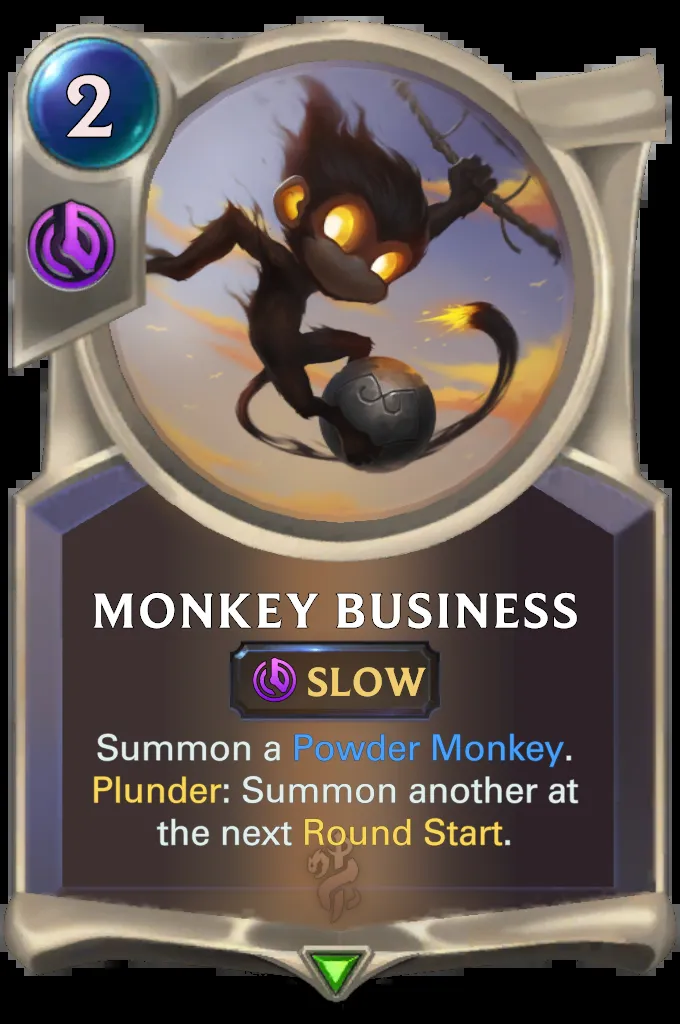 2
MONKEY BUSINESS
SLOW
Summon a Powder Monkey.
Plunder: Summon another at
the next Round Start.